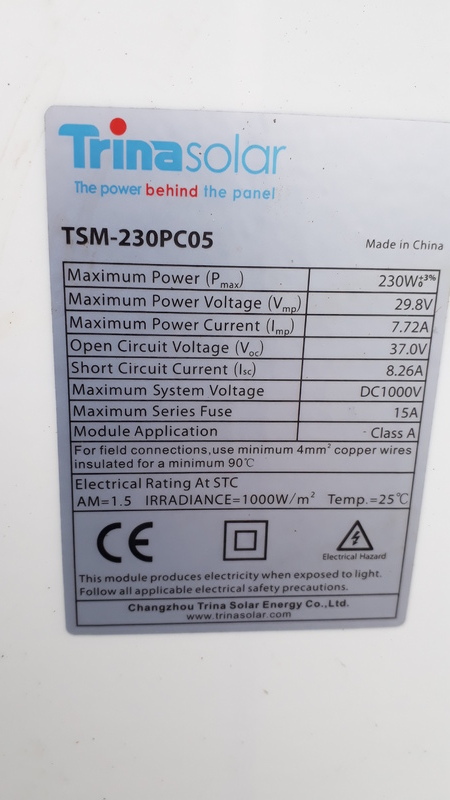 Trinasolar
The power behind the panel
TSM-230PC05
Made in China
Maximum Power (Pmax) 230W+3% 0
Maximum Power Voltage (Vmp) 29.8V
Maximum Power Current (Imp) 7.72A
Open Circuit Voltage (Voc) 37.0V
Short Circuit Current (Isc) 8.26A
Maximum System Voltage DC1000V
Maximum Series Fuse 15A
Module Application Class A
For field connections,use minimum 4mm² copper wires
insulated for a minimum 90℃
Electrical Rating At STC
AM=1.5 IRRADIANCE=1000W/m² Temp.=25℃
CE
Electrical Hazard
This module produces electricity when exposed to light.
Follow all applicable electrical safety precautions.
Changzhou Trina Solar Energy Co.,Ltd.
www.trinasolar.com